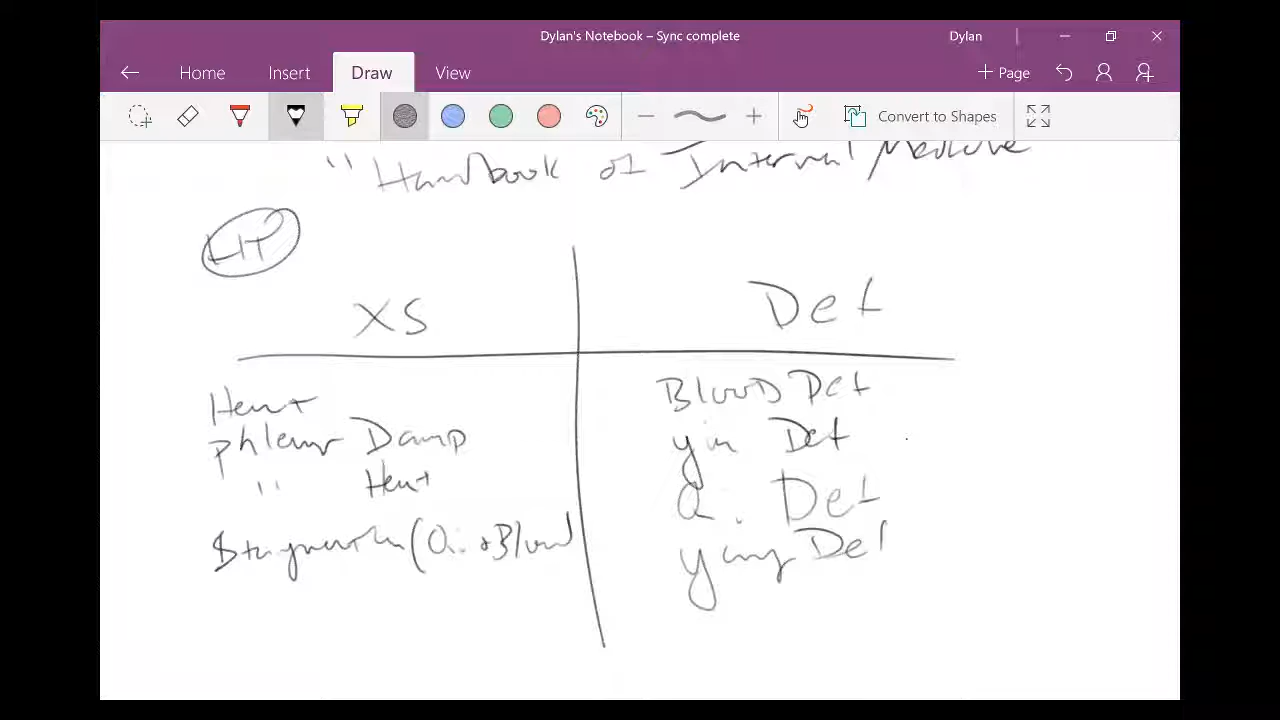 Dylan's Notebook – Sync complete
Dylan
Home Insert Draw View
Page
Convert to Shapes
"Handbook of Internal Medicine
HT
XS Def
Heat
phlegm Damp
" Heat
Stagnation (Qi + Blood
Blood Def
yin Def
Qi Def
yang Def